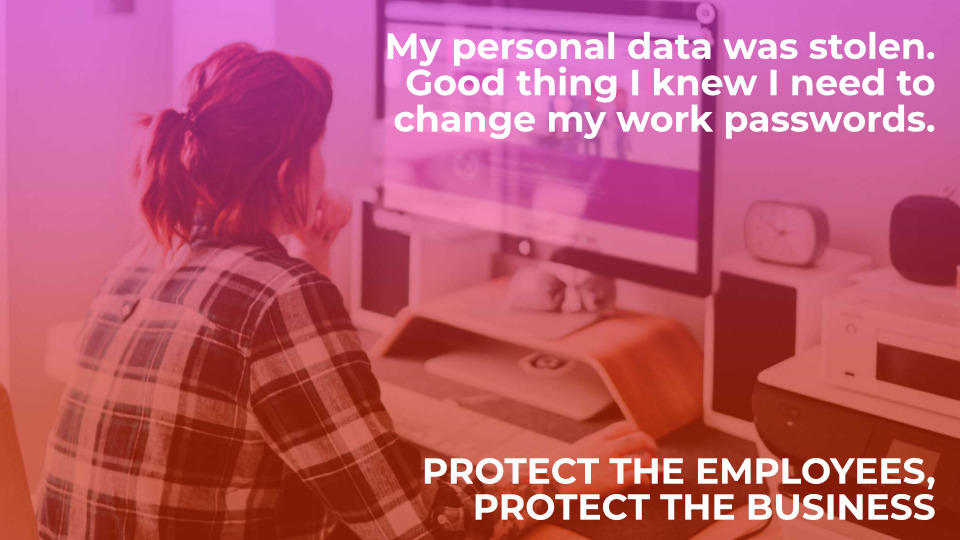 My personal data was stolen.
Good thing I knew I need to
change my work passwords.
PROTECT THE EMPLOYEES,
PROTECT THE BUSINESS